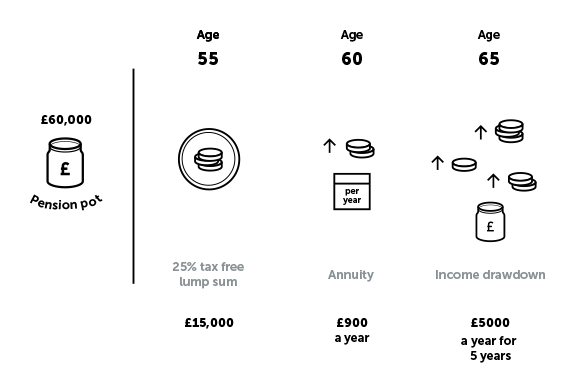 Age
55
Age
60
Age
65
£60,000
£
Pension pot
per
year
£
25% tax free
lump sum
Annuity
Income drawdown
£15,000
£900
a year
£5000
a year for
5 years